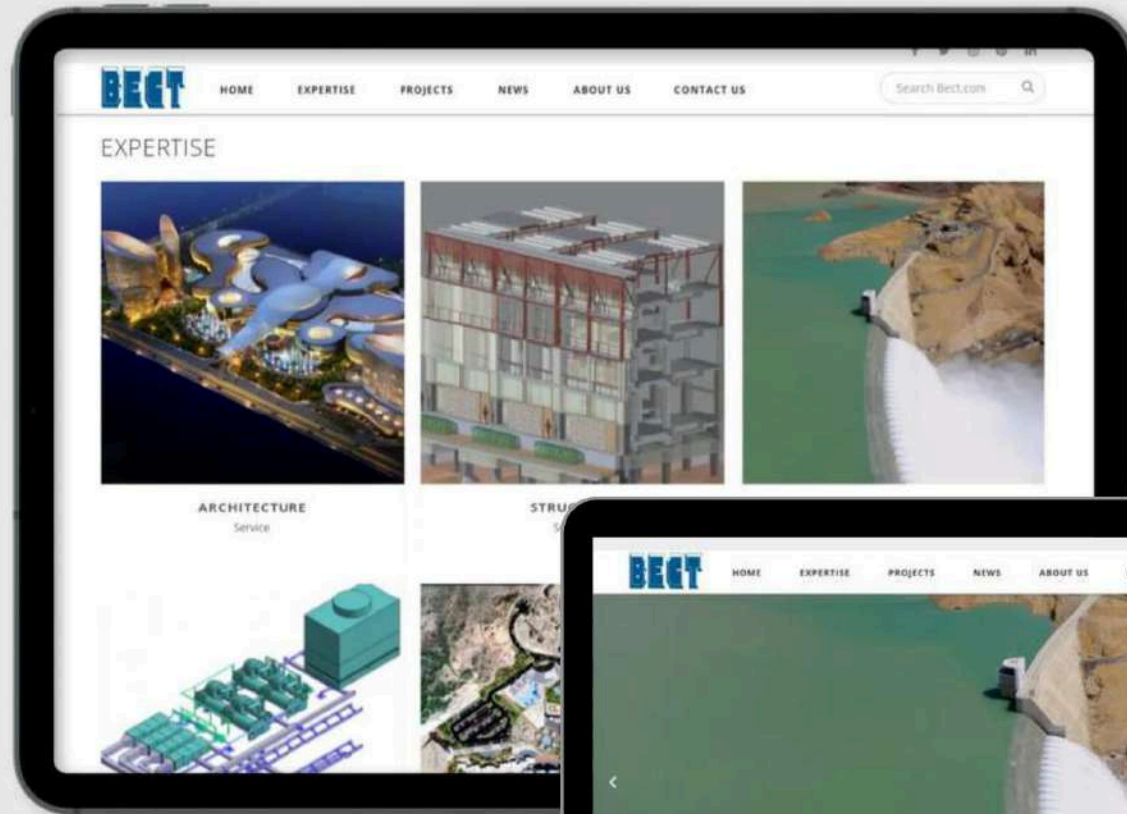 BECT HOME EXPERTISE PROJECTS NEWS ABOUT US CONTACT US Search Bect.com
EXPERTISE
ARCHITECTURE
Service
BECT HOME EXPERTISE PROJECTS NEWS ABOUT US